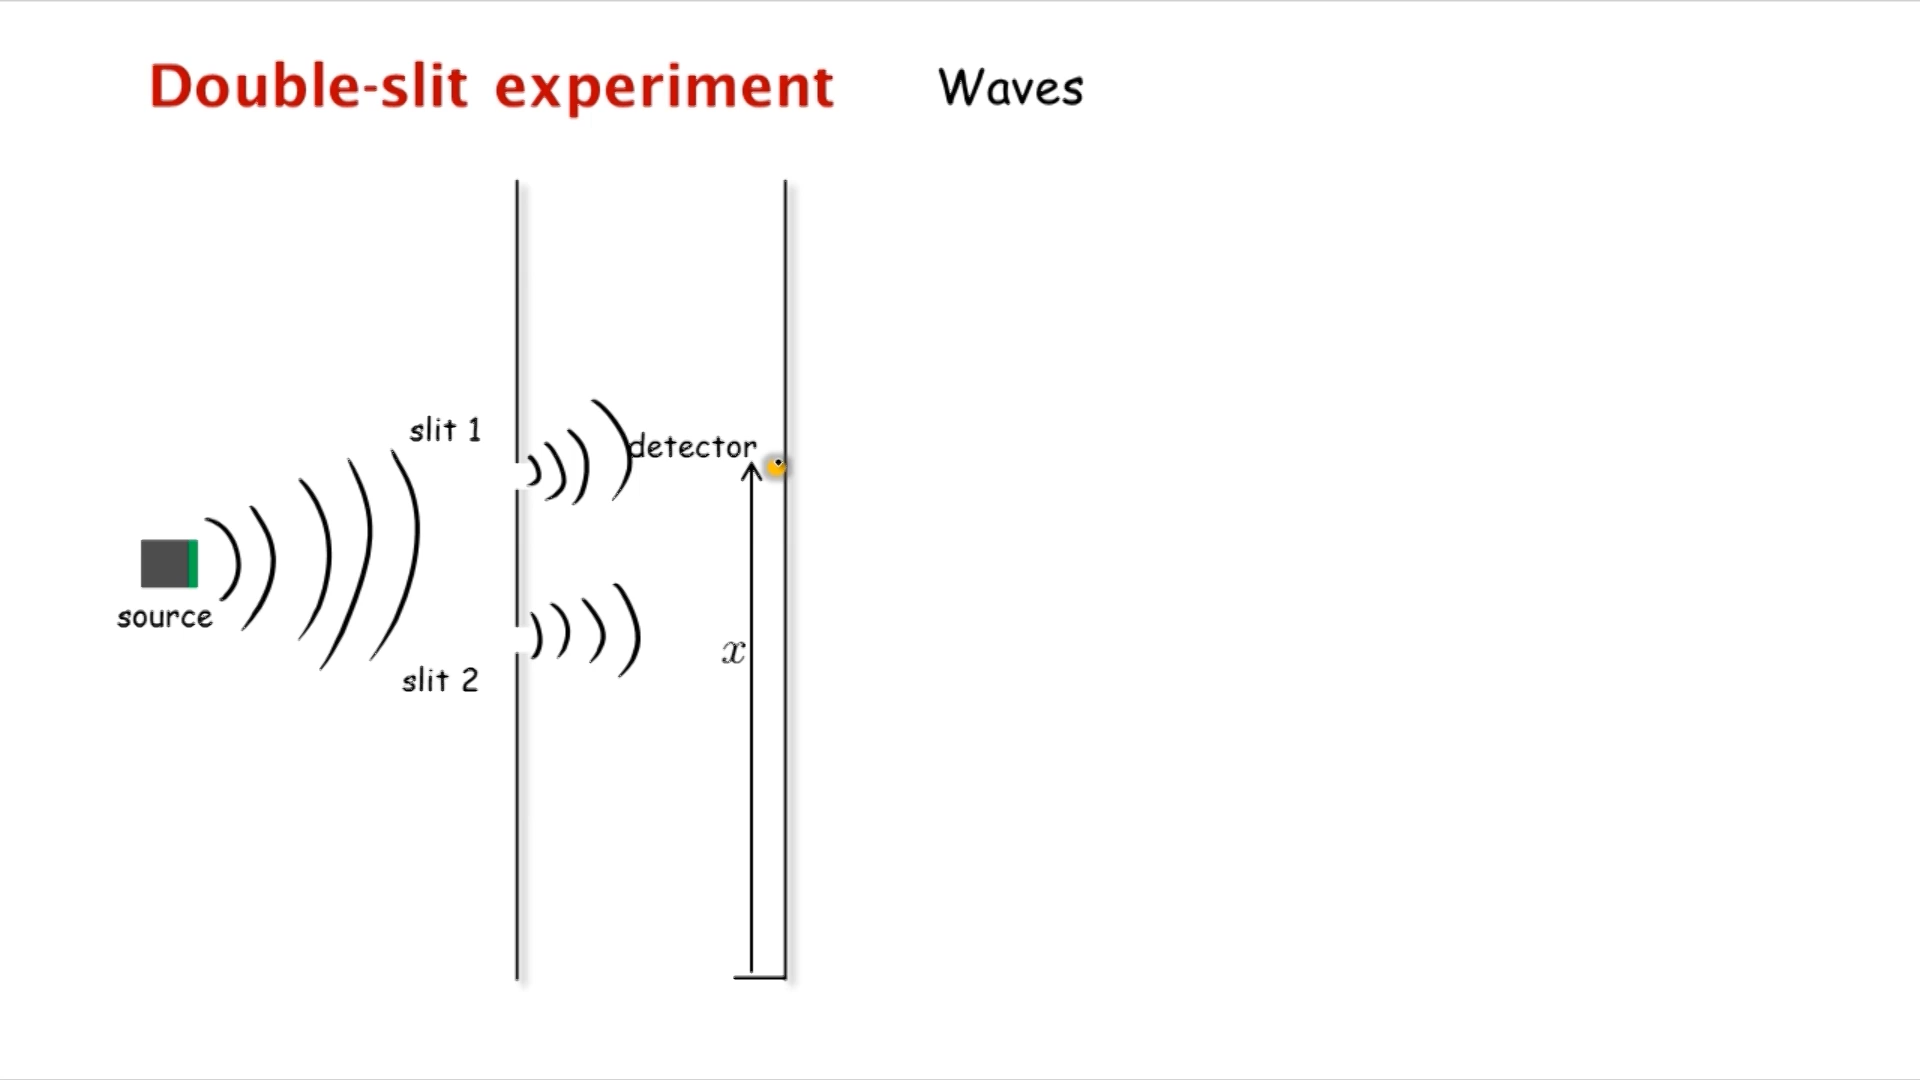 Double-slit experiment Waves
slit 1
detector
source
x
slit 2